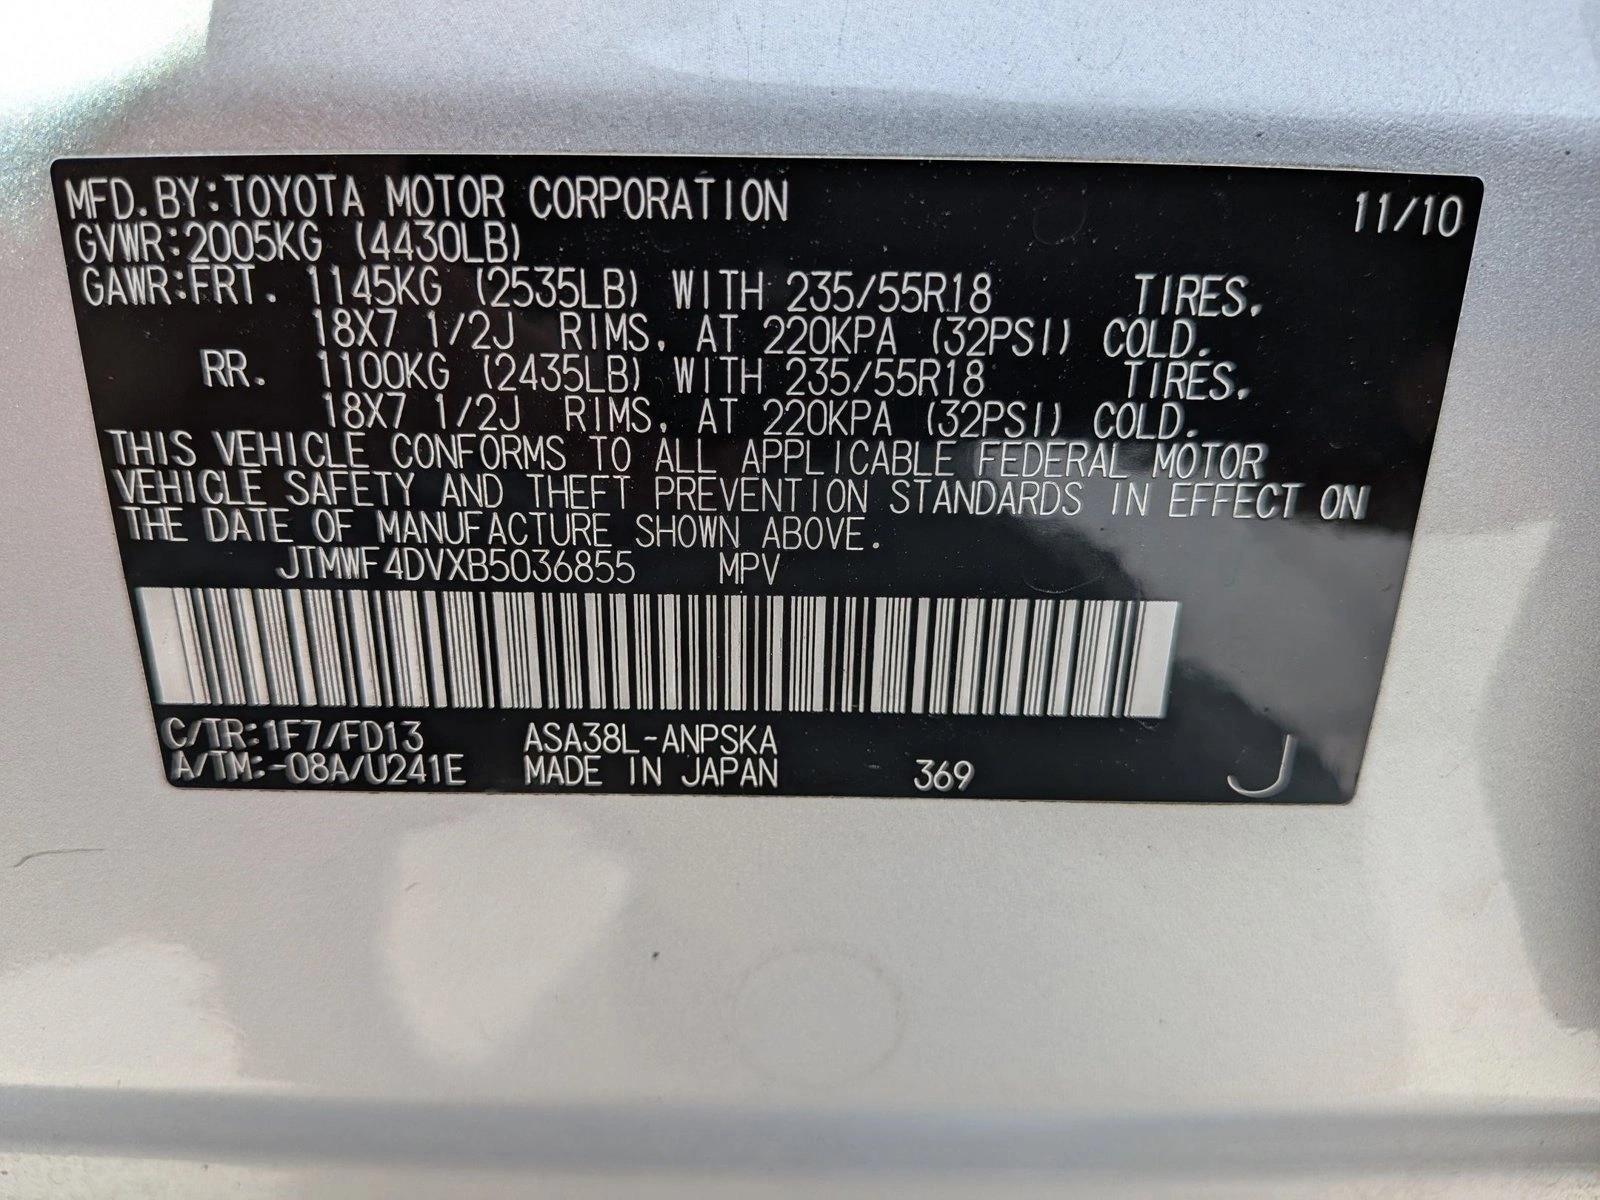 MFD. BY: TOYOTA MOTOR CORPORATION 11/10
GVWR: 2005KG (4430LB)
GAWR: FRT. 1145KG (2535LB) WITH 235/55R18 TIRES,
18X7 1/2J RIMS, AT 220KPA (32PSI) COLD.
RR. 1100KG (2435LB) WITH 235/55R18 TIRES,
18X7 1/2J RIMS, AT 220KPA (32PSI) COLD.
THIS VEHICLE CONFORMS TO ALL APPLICABLE FEDERAL MOTOR
VEHICLE SAFETY AND THEFT PREVENTION STANDARDS IN EFFECT ON
THE DATE OF MANUFACTURE SHOWN ABOVE.
JTMWF4DVXB5036855 MPV
C/TR: 1F7/FD13 ASA38L-ANPSKA
A/TM: -08A/U241E MADE IN JAPAN 369 J